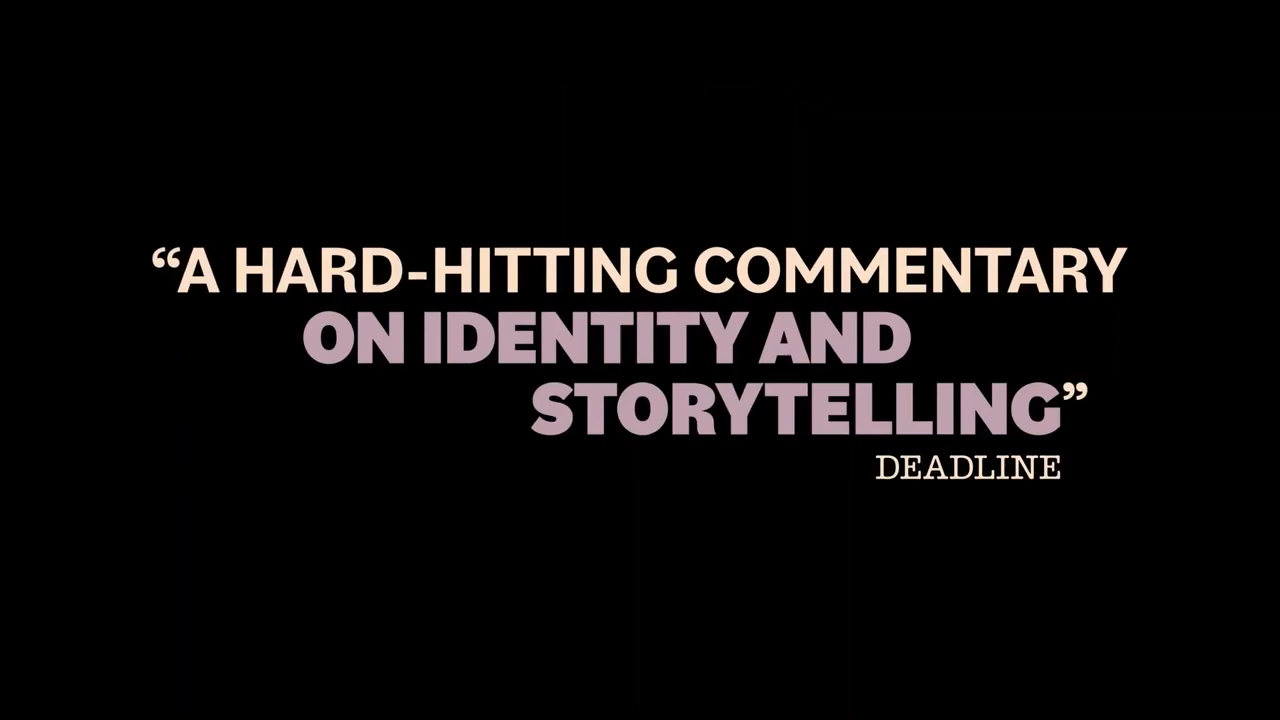 “A HARD-HITTING COMMENTARY
ON IDENTITY AND
STORYTELLING”
DEADLINE